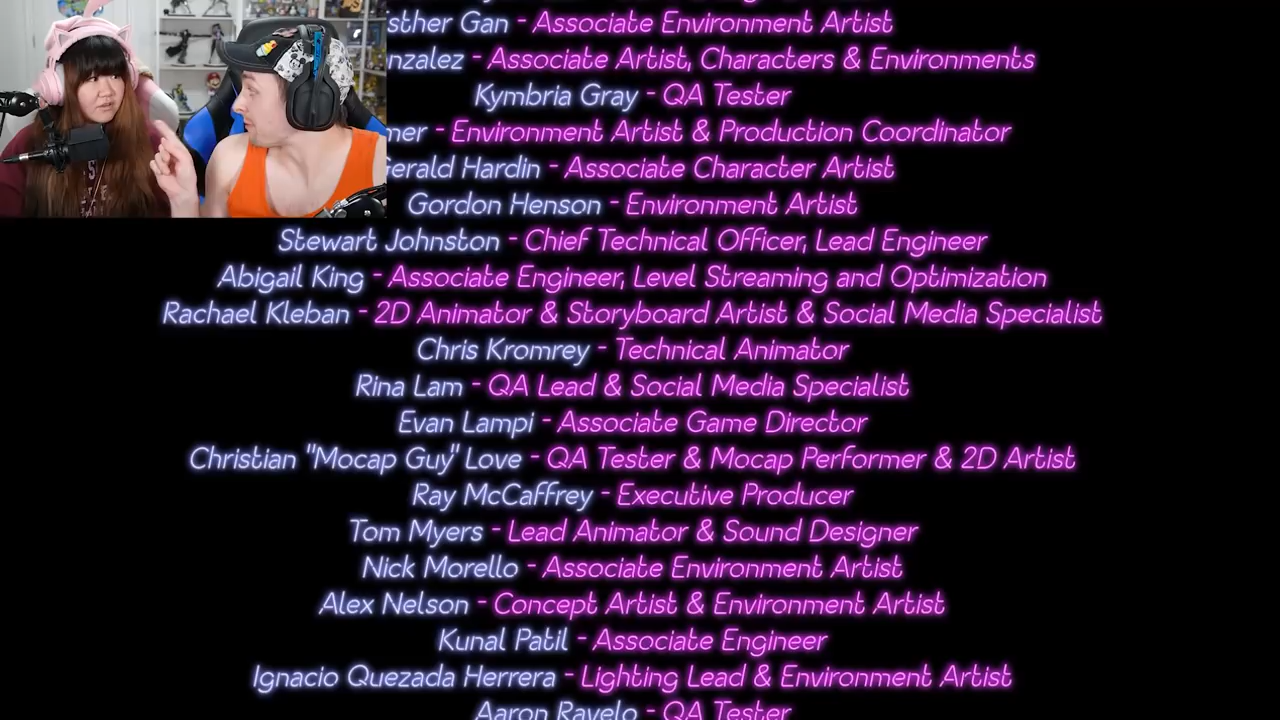 sther Gan - Associate Environment Artist
nzalez - Associate Artist, Characters & Environments
Kymbria Gray - QA Tester
mer - Environment Artist & Production Coordinator
Gerald Hardin - Associate Character Artist
Gordon Henson - Environment Artist
Stewart Johnston - Chief Technical Officer, Lead Engineer
Abigail King - Associate Engineer, Level Streaming and Optimization
Rachael Kleban - 2D Animator & Storyboard Artist & Social Media Specialist
Chris Kromrey - Technical Animator
Rina Lam - QA Lead & Social Media Specialist
Evan Lampi - Associate Game Director
Christian "Mocap Guy" Love - QA Tester & Mocap Performer & 2D Artist
Ray McCaffrey - Executive Producer
Tom Myers - Lead Animator & Sound Designer
Nick Morello - Associate Environment Artist
Alex Nelson - Concept Artist & Environment Artist
Kunal Patil - Associate Engineer
Ignacio Quezada Herrera - Lighting Lead & Environment Artist
Aaron Ravelo - QA Tester